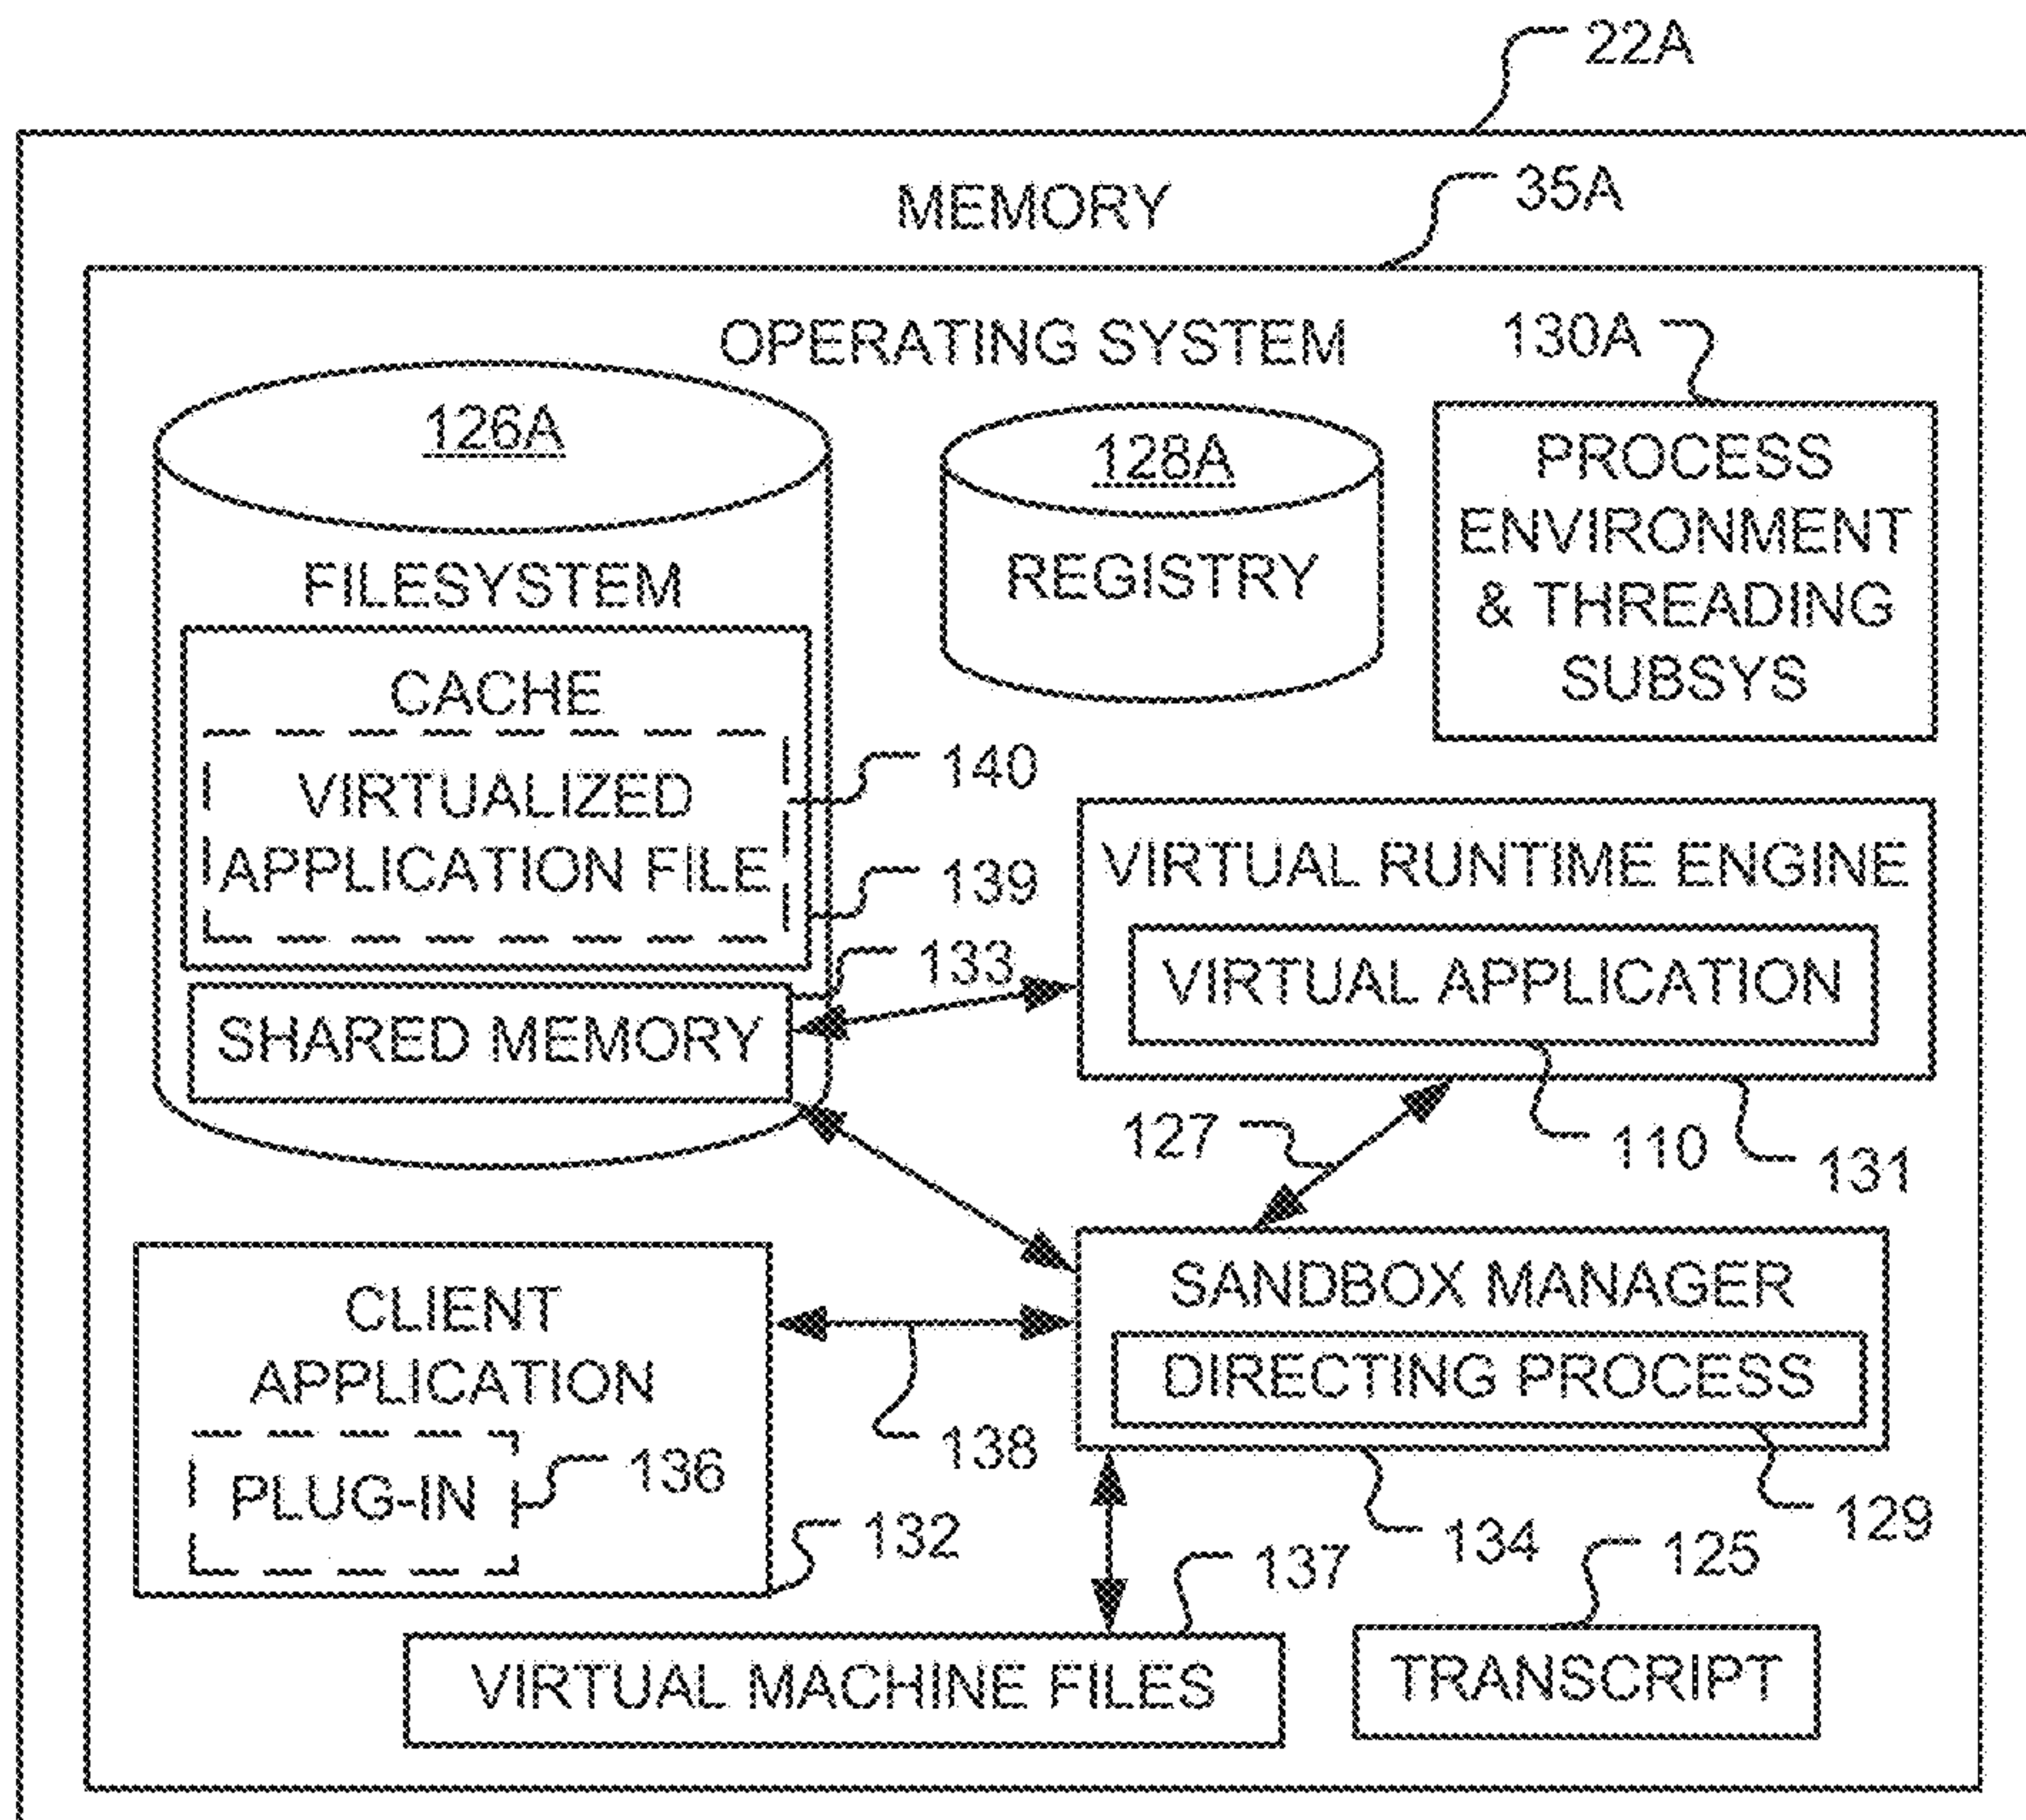 22A
MEMORY
35A
OPERATING SYSTEM
130A
126A
128A
PROCESS
ENVIRONMENT
& THREADING
SUBSYS
FILESYSTEM
REGISTRY
CACHE
VIRTUALIZED
APPLICATION FILE
140
139
133
VIRTUAL RUNTIME ENGINE
VIRTUAL APPLICATION
SHARED MEMORY
127
110
131
CLIENT
APPLICATION
PLUG-IN
136
132
138
SANDBOX MANAGER
DIRECTING PROCESS
137
134
129
125
VIRTUAL MACHINE FILES
TRANSCRIPT